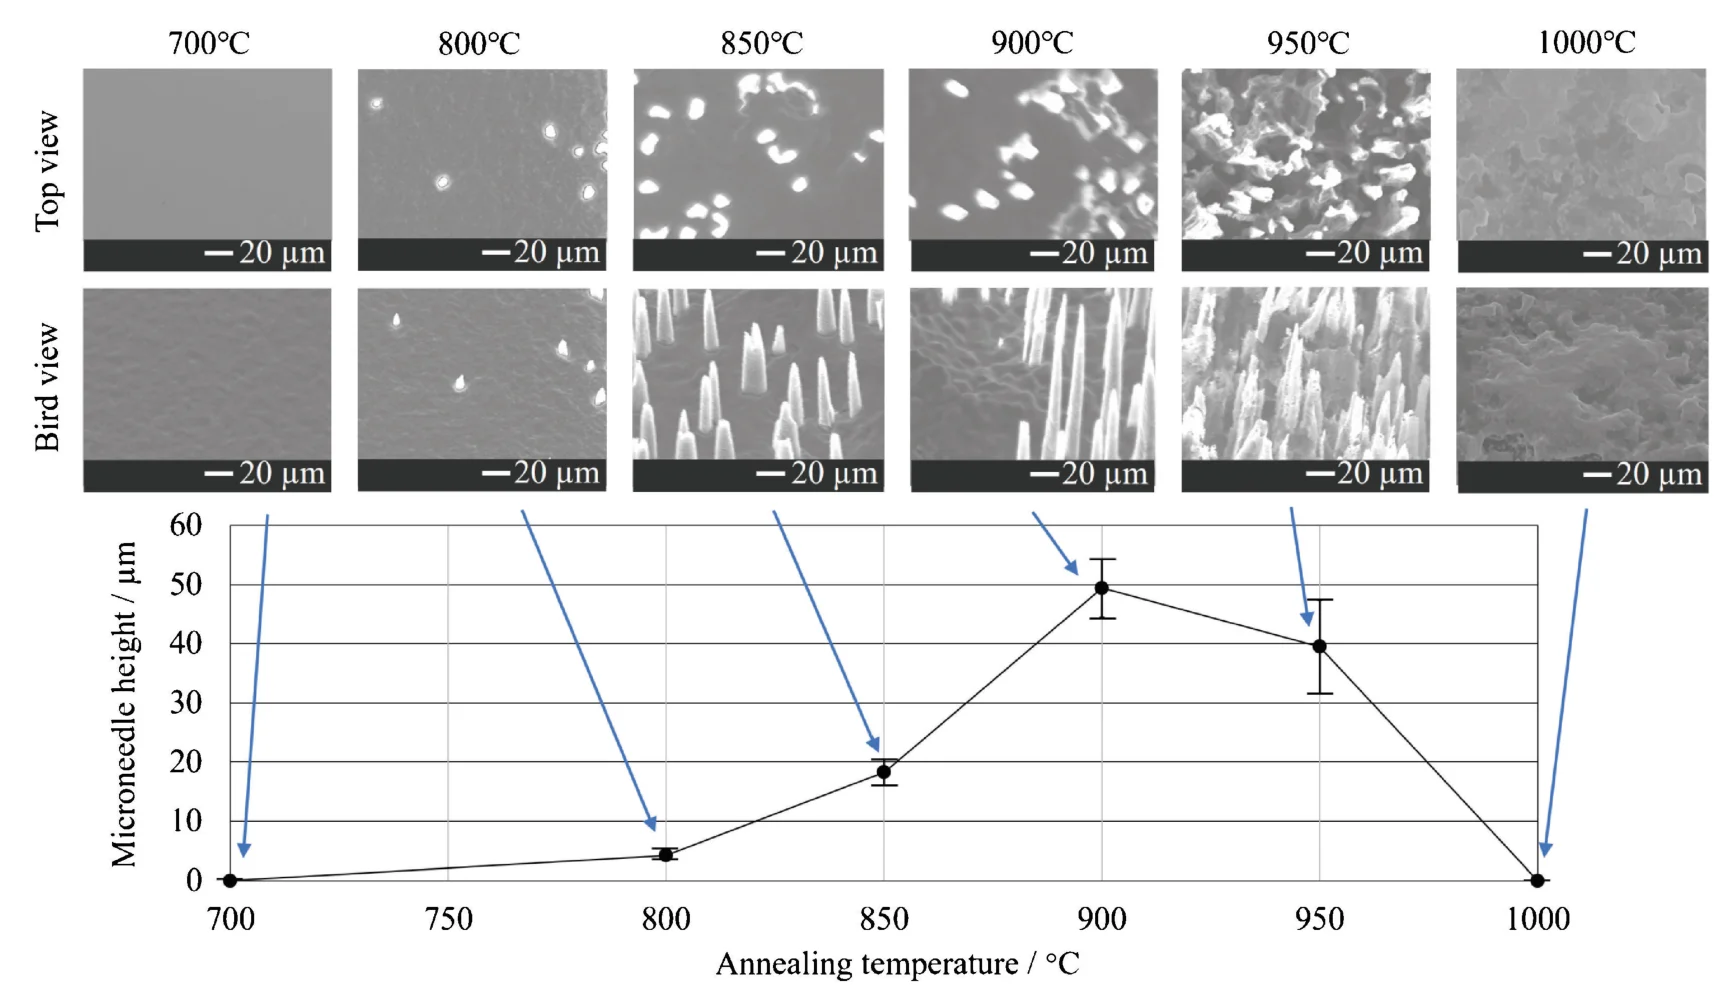 700℃ 800℃ 850℃ 900℃ 950℃ 1000℃
Top view
20 µm 20 µm 20 µm 20 µm 20 µm 20 µm
Bird view
20 µm 20 µm 20 µm 20 µm 20 µm 20 µm
Microneedle height / µm
60
50
40
30
20
10
0
700 750 800 850 900 950 1000
Annealing temperature / °C